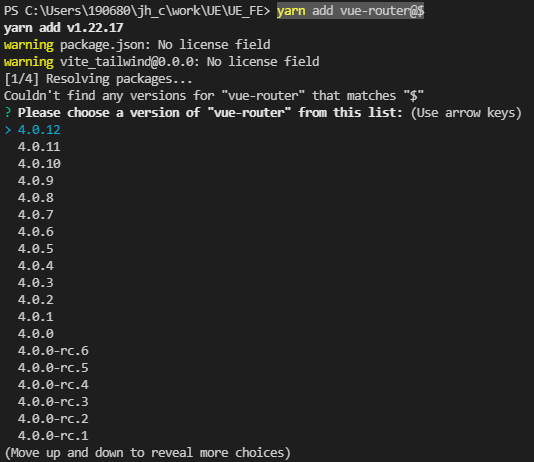 PS C:\Users\190680\jh_c\work\UE\UE_FE> yarn add vue-router@$
yarn add v1.22.17
warning package.json: No license field
warning vite_tailwind@0.0.0: No license field
[1/4] Resolving packages...
Couldn't find any versions for "vue-router" that matches "$"
? Please choose a version of "vue-router" from this list: (Use arrow keys)
> 4.0.12
4.0.11
4.0.10
4.0.9
4.0.8
4.0.7
4.0.6
4.0.5
4.0.4
4.0.3
4.0.2
4.0.1
4.0.0
4.0.0-rc.6
4.0.0-rc.5
4.0.0-rc.4
4.0.0-rc.3
4.0.0-rc.2
4.0.0-rc.1
(Move up and down to reveal more choices)